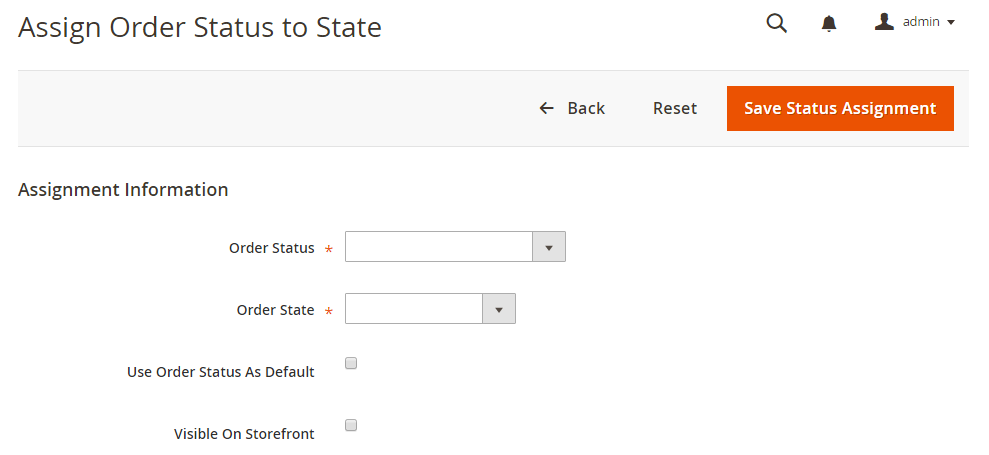 Assign Order Status to State
admin
Back
Reset
Save Status Assignment
Assignment Information
Order Status *
Order State *
Use Order Status As Default
Visible On Storefront